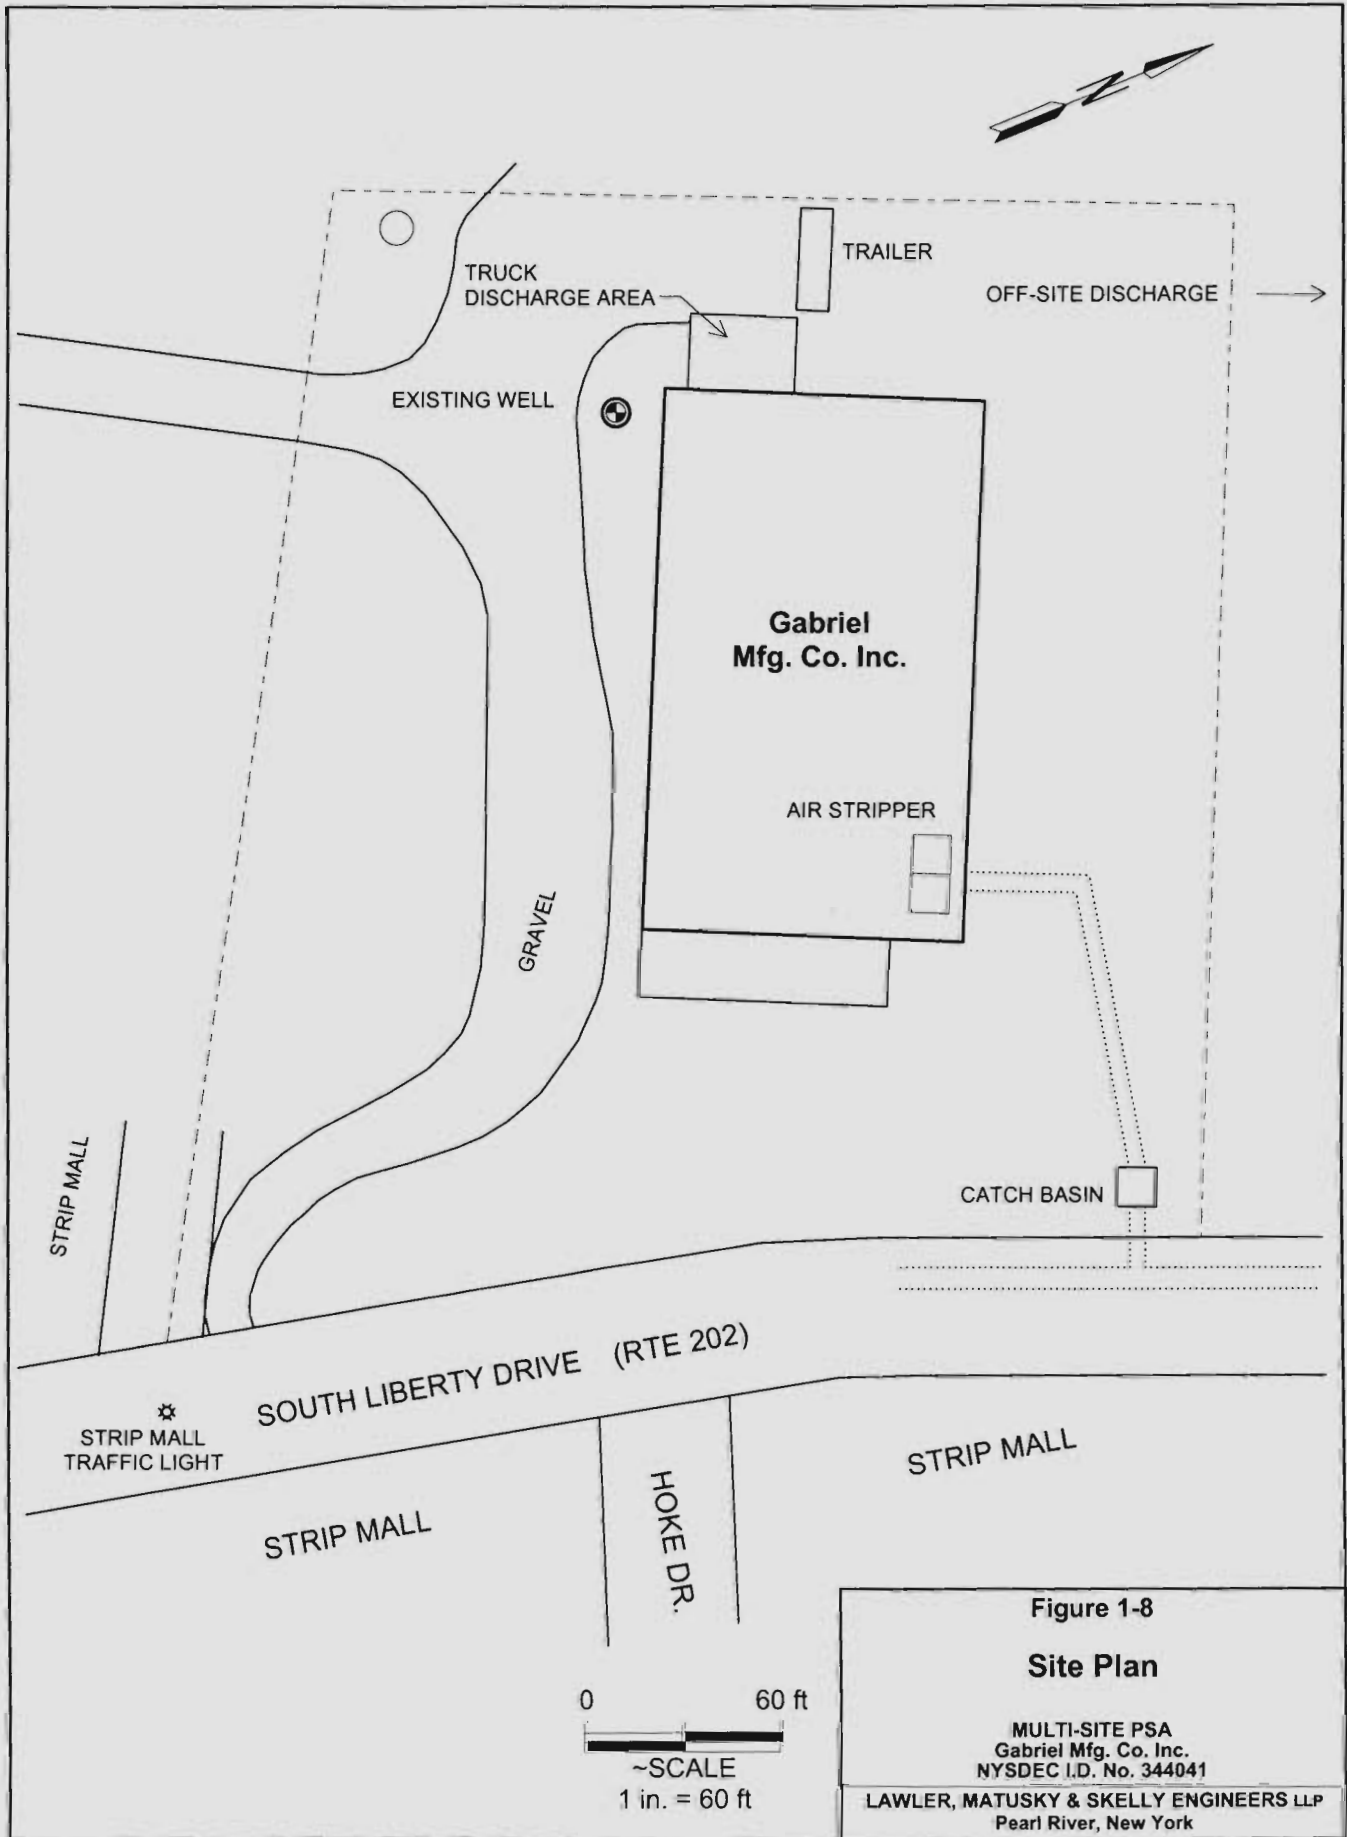 N
TRAILER
TRUCK
DISCHARGE AREA
OFF-SITE DISCHARGE
EXISTING WELL
Gabriel
Mfg. Co. Inc.
AIR STRIPPER
GRAVEL
STRIP MALL
CATCH BASIN
SOUTH LIBERTY DRIVE (RTE 202)
STRIP MALL
TRAFFIC LIGHT
STRIP MALL
HOKE DR.
STRIP MALL
0 60 ft
~SCALE
1 in. = 60 ft
Figure 1-8
Site Plan
MULTI-SITE PSA
Gabriel Mfg. Co. Inc.
NYSDEC I.D. No. 344041
LAWLER, MATUSKY & SKELLY ENGINEERS LLP
Pearl River, New York